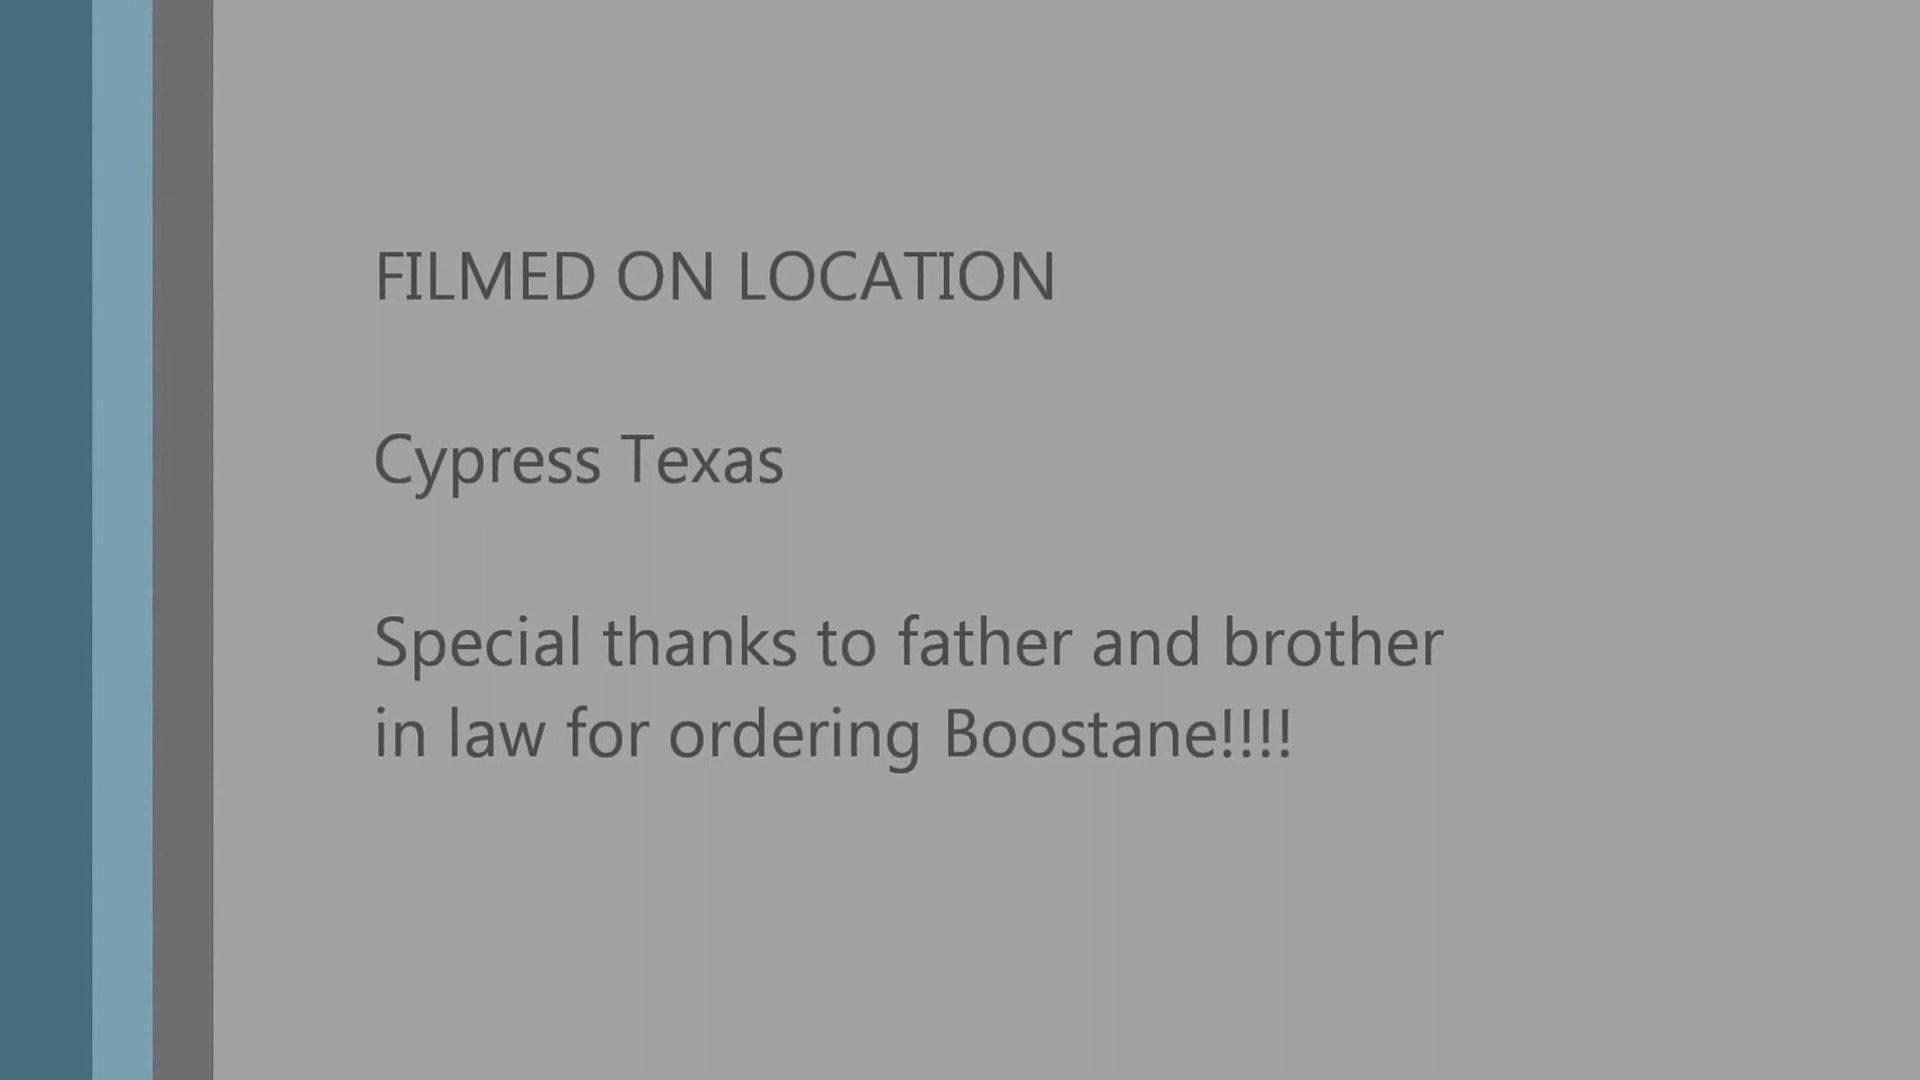 FILMED ON LOCATION
Cypress Texas
Special thanks to father and brother
in law for ordering Boostane!!!!